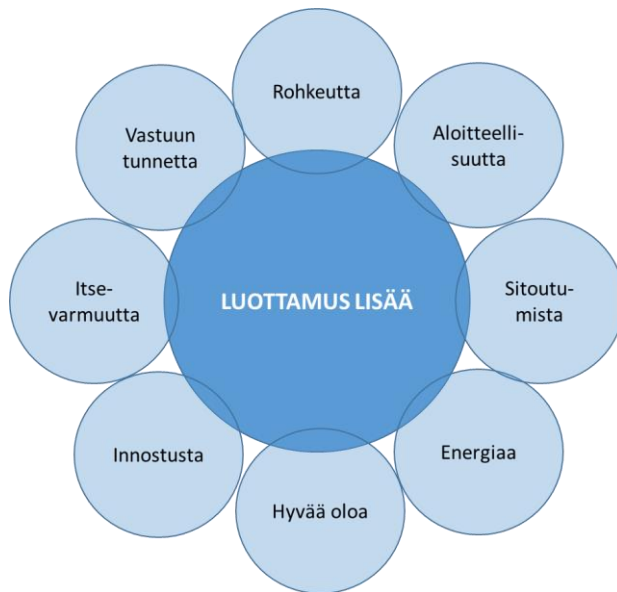 Rohkeutta
Aloitteelli-
suutta
Sitoutu-
mista
Energiaa
Hyvää oloa
Innostusta
Itse-
varmuutta
Vastuun
tunnetta
LUOTTAMUS LISÄÄ